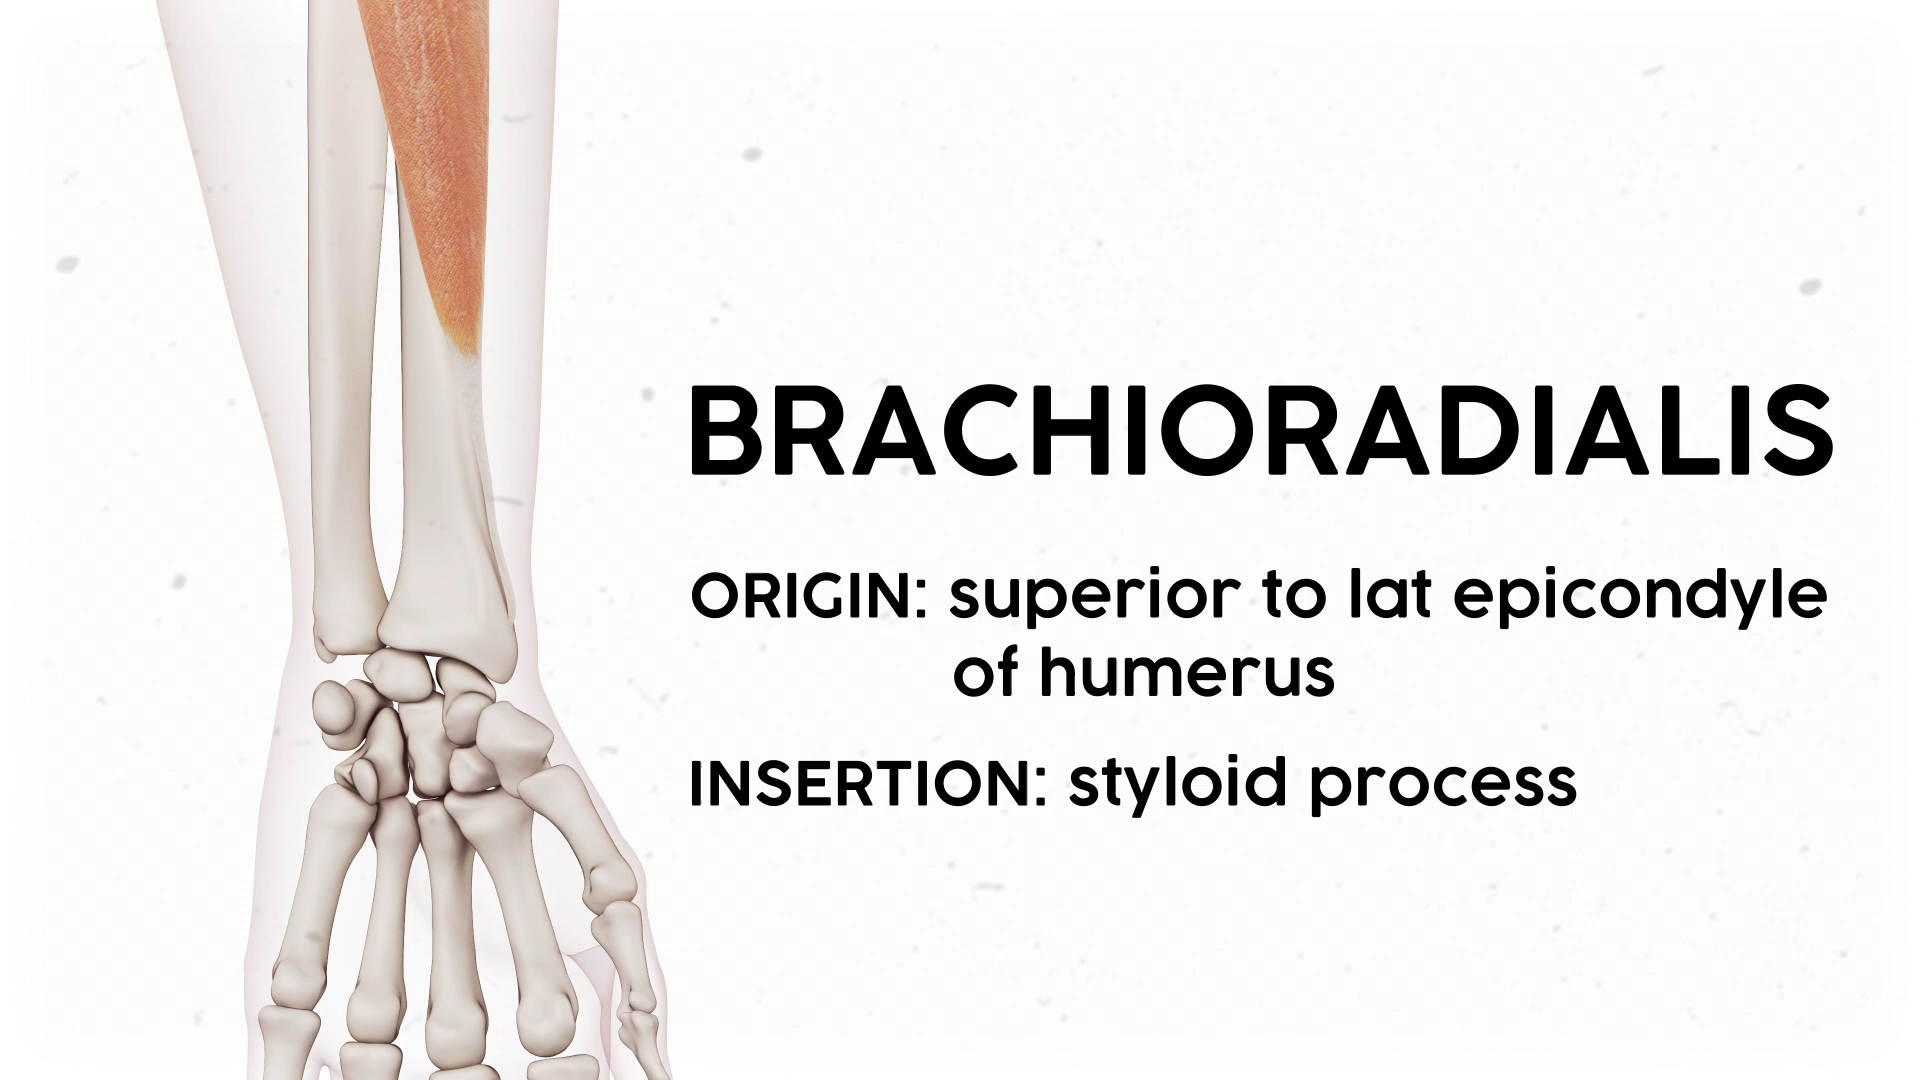 BRACHIORADIALIS
ORIGIN: superior to lat epicondyle
of humerus
INSERTION: styloid process